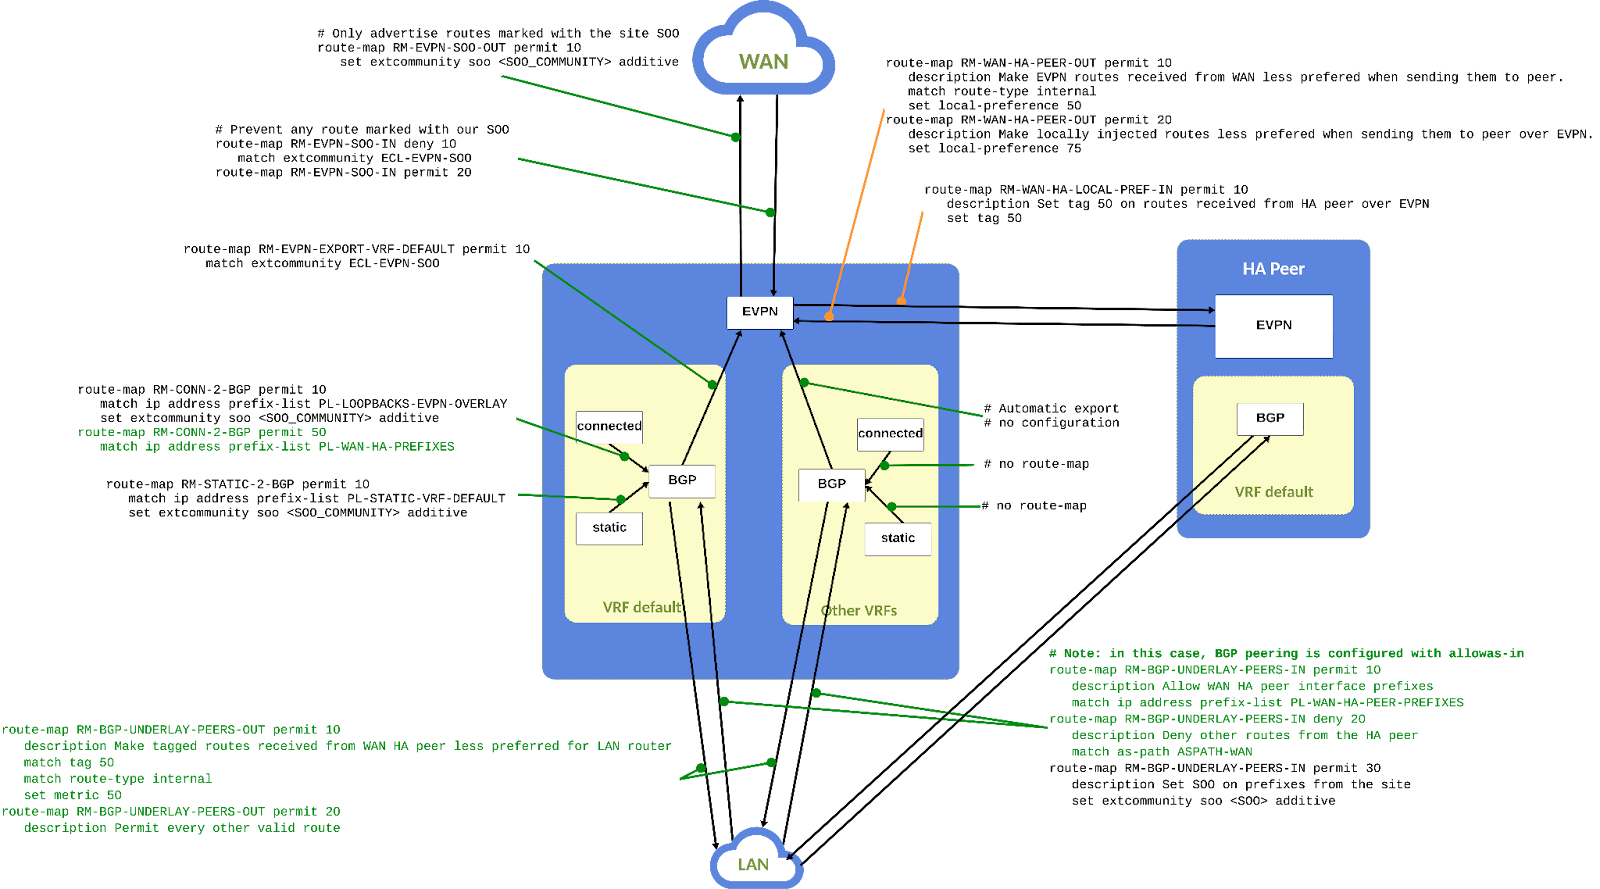 # Only advertise routes marked with the site SOO
route-map RM-EVPN-SOO-OUT permit 10
set extcommunity soo <SOO_COMMUNITY> additive
WAN
route-map RM-WAN-HA-PEER-OUT permit 10
description Make EVPN routes received from WAN less prefered when sending them to peer.
match route-type internal
set local-preference 50
route-map RM-WAN-HA-PEER-OUT permit 20
description Make locally injected routes less prefered when sending them to peer over EVPN.
set local-preference 75
# Prevent any route marked with our SOO
route-map RM-EVPN-SOO-IN deny 10
match extcommunity ECL-EVPN-SOO
route-map RM-EVPN-SOO-IN permit 20
route-map RM-WAN-HA-LOCAL-PREF-IN permit 10
description Set tag 50 on routes received from HA peer over EVPN
set tag 50
route-map RM-EVPN-EXPORT-VRF-DEFAULT permit 10
match extcommunity ECL-EVPN-SOO
HA Peer
EVPN
EVPN
route-map RM-CONN-2-BGP permit 10
match ip address prefix-list PL-LOOPBACKS-EVPN-OVERLAY
set extcommunity soo <SOO_COMMUNITY> additive
route-map RM-CONN-2-BGP permit 50
match ip address prefix-list PL-WAN-HA-PREFIXES
connected
BGP
static
VRF default
connected
BGP
static
Other VRFs
# Automatic export
# no configuration
# no route-map
# no route-map
BGP
VRF default
route-map RM-STATIC-2-BGP permit 10
match ip address prefix-list PL-STATIC-VRF-DEFAULT
set extcommunity soo <SOO_COMMUNITY> additive
# Note: in this case, BGP peering is configured with allowas-in
route-map RM-BGP-UNDERLAY-PEERS-IN permit 10
description Allow WAN HA peer interface prefixes
match ip address prefix-list PL-WAN-HA-PEER-PREFIXES
route-map RM-BGP-UNDERLAY-PEERS-IN deny 20
description Deny other routes from the HA peer
match as-path ASPATH-WAN
route-map RM-BGP-UNDERLAY-PEERS-IN permit 30
description Set SOO on prefixes from the site
set extcommunity soo <SOO> additive
route-map RM-BGP-UNDERLAY-PEERS-OUT permit 10
description Make tagged routes received from WAN HA peer less preferred for LAN router
match tag 50
match route-type internal
set metric 50
route-map RM-BGP-UNDERLAY-PEERS-OUT permit 20
description Permit every other valid route
LAN